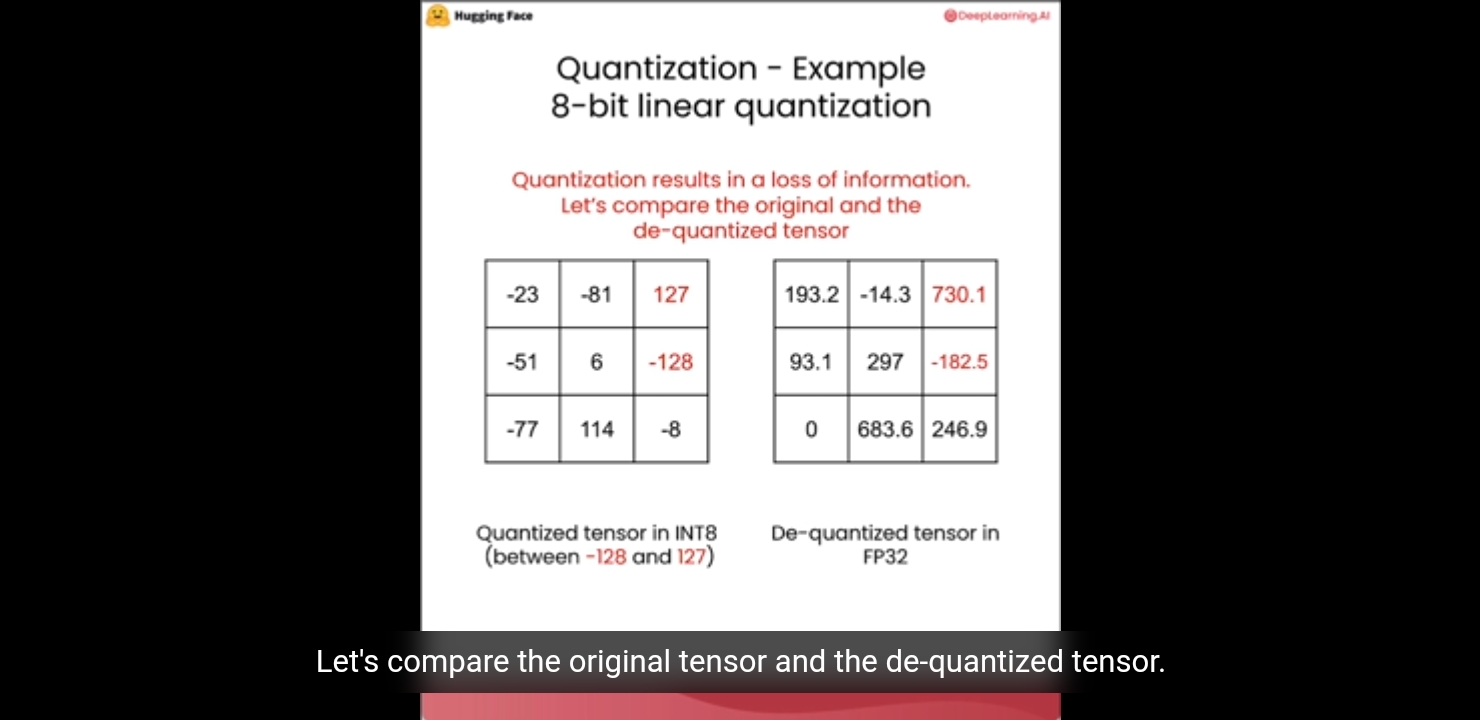 Hugging Face
DeepLearning.AI
Quantization - Example
8-bit linear quantization
Quantization results in a loss of information.
Let's compare the original and the
de-quantized tensor
-23 -81 127
-51 6 -128
-77 114 -8
193.2 -14.3 730.1
93.1 297 -182.5
0 683.6 246.9
Quantized tensor in INT8
(between -128 and 127)
De-quantized tensor in
FP32
Let's compare the original tensor and the de-quantized tensor.